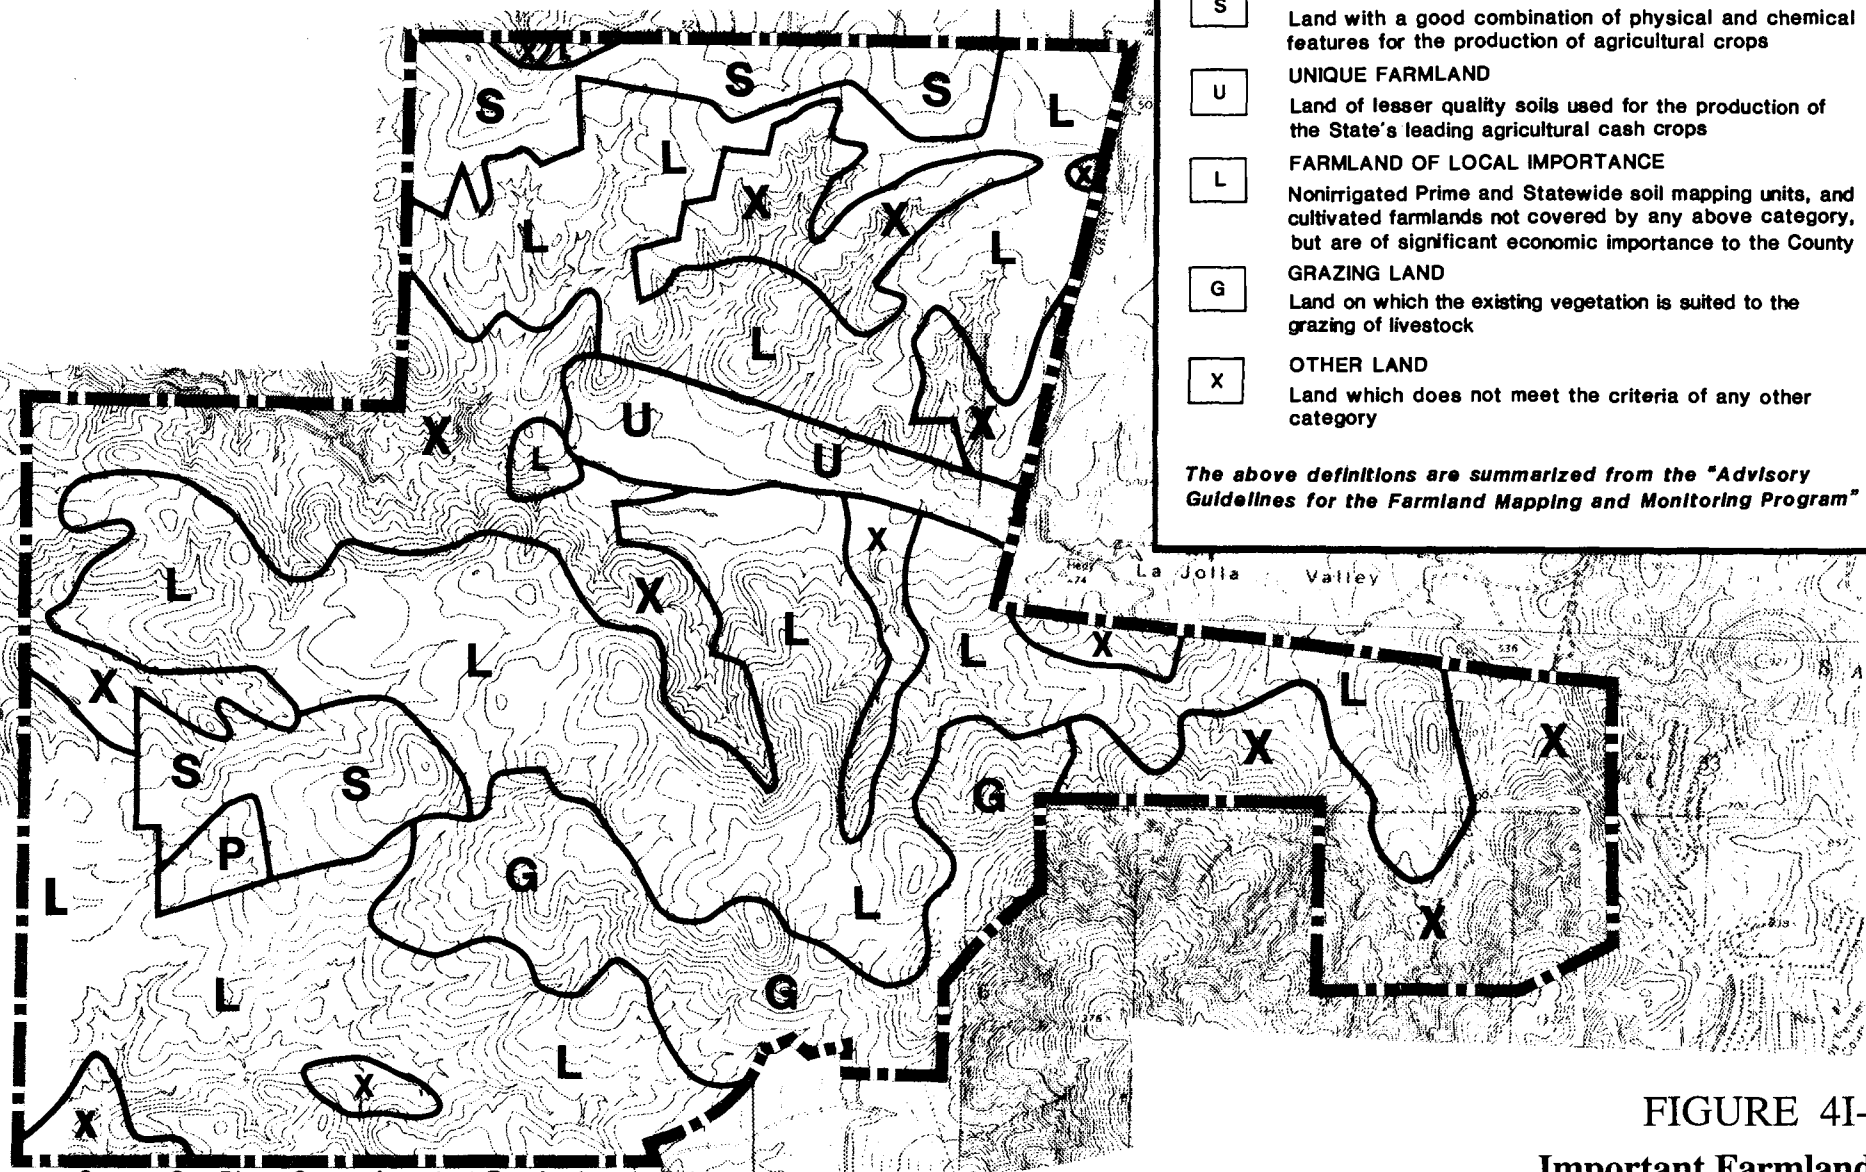 S
Land with a good combination of physical and chemical
features for the production of agricultural crops
U
UNIQUE FARMLAND
Land of lesser quality soils used for the production of
the State's leading agricultural cash crops
L
FARMLAND OF LOCAL IMPORTANCE
Nonirrigated Prime and Statewide soil mapping units, and
cultivated farmlands not covered by any above category,
but are of significant economic importance to the County
G
GRAZING LAND
Land on which the existing vegetation is suited to the
grazing of livestock
X
OTHER LAND
Land which does not meet the criteria of any other
category
The above definitions are summarized from the "Advisory
Guidelines for the Farmland Mapping and Monitoring Program"
S
S
S
L
L
X
L
X
X
L
L
X
U
X
L
U
X
L
X
L
X
L
L
X
L
X
S
S
G
X
X
P
G
L
L
X
L
G
L
X
X
La Jolla Valley
536
376
FIGURE 4I-
Important Farmland